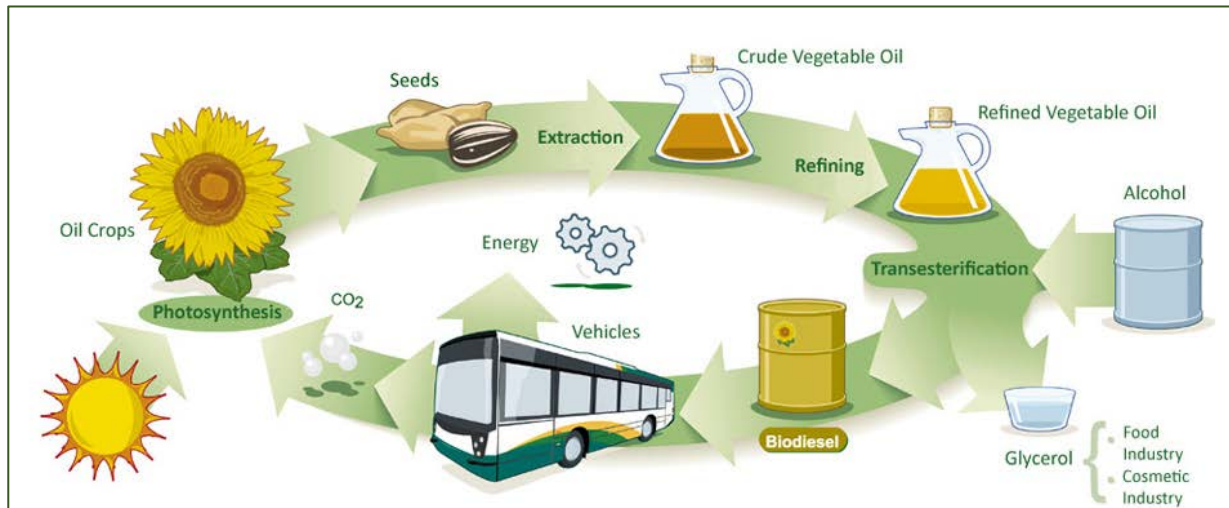 Crude Vegetable Oil
Seeds
Refined Vegetable Oil
Extraction
Refining
Alcohol
Oil Crops
Energy
Transesterification
Photosynthesis
CO2
Vehicles
Biodiesel
Glycerol
Food
Industry
Cosmetic
Industry